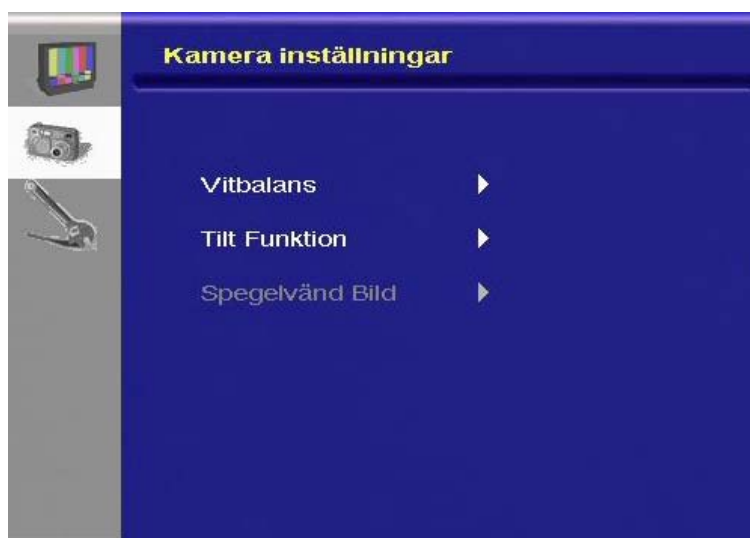 Kamera inställningar
Vitbalans
Tilt Funktion
Spegelvänd Bild